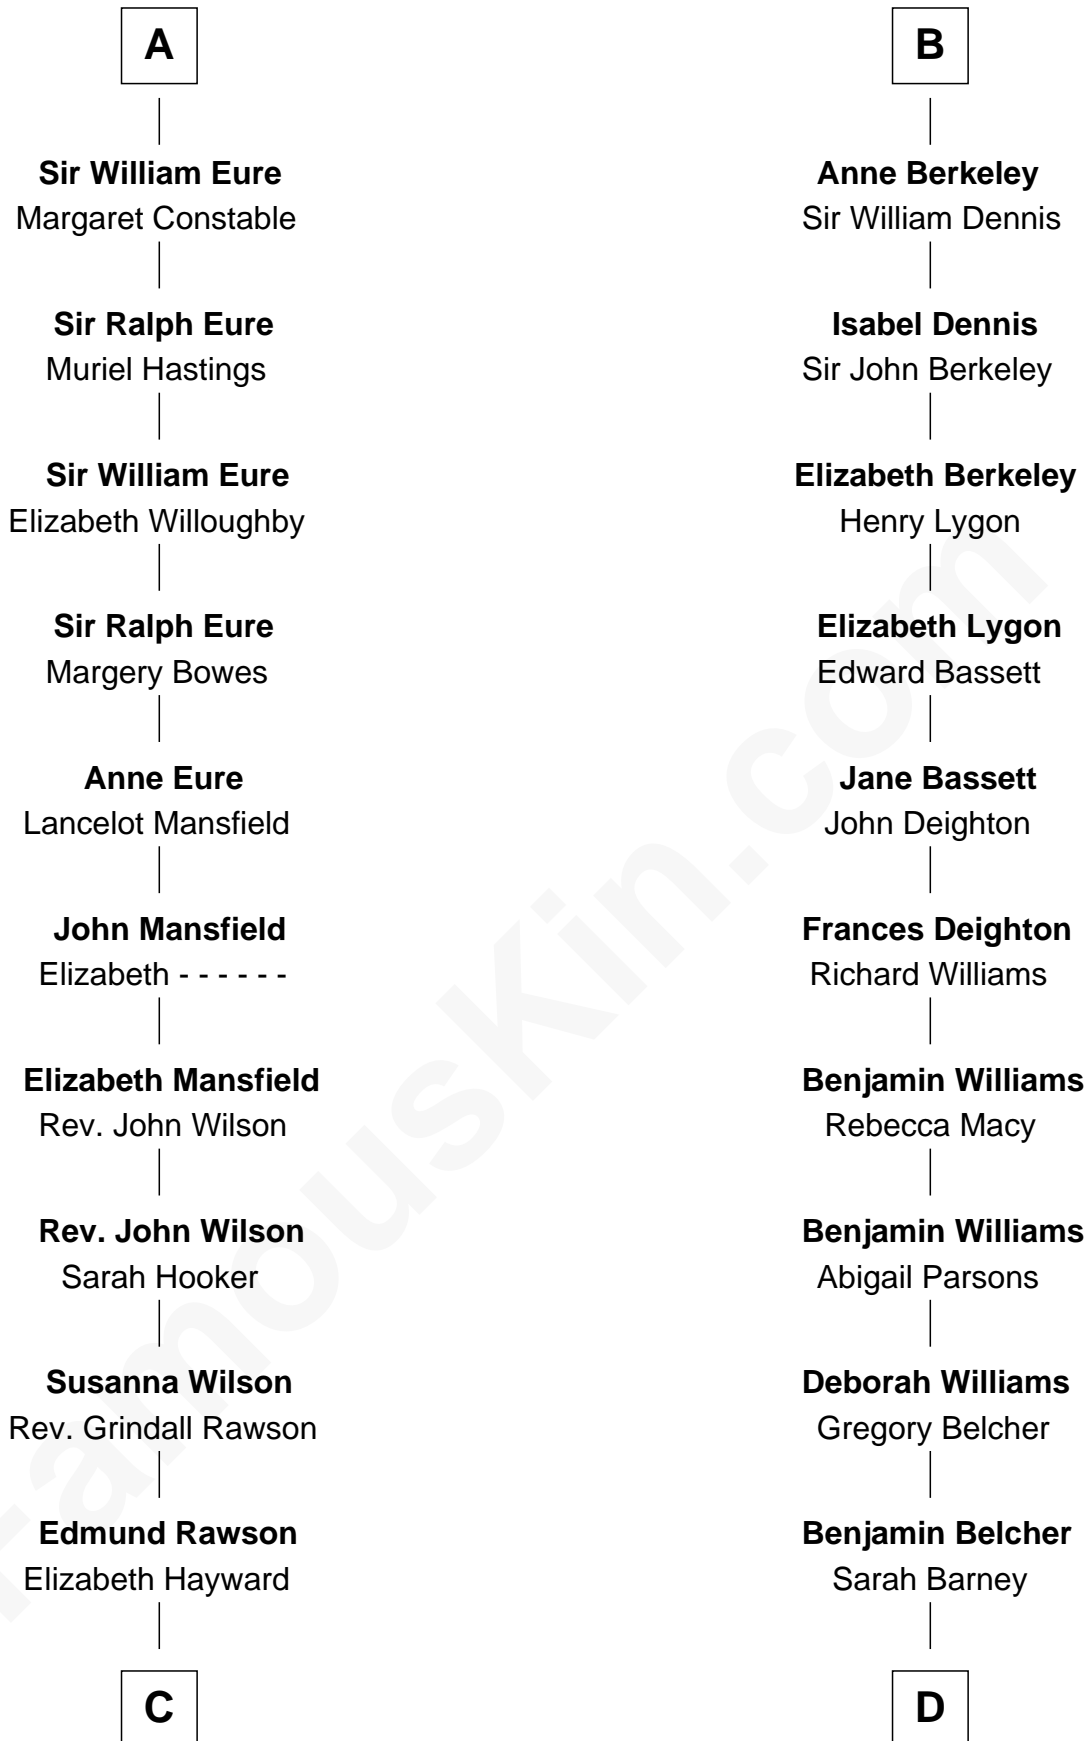 A
Sir William Eure
Margaret Constable
Sir Ralph Eure
Muriel Hastings
Sir William Eure
Elizabeth Willoughby
Sir Ralph Eure
Margery Bowes
Anne Eure
Lancelot Mansfield
John Mansfield
Elizabeth - - - - - -
Elizabeth Mansfield
Rev. John Wilson
Rev. John Wilson
Sarah Hooker
Susanna Wilson
Rev. Grindall Rawson
Edmund Rawson
Elizabeth Hayward
C
B
Anne Berkeley
Sir William Dennis
Isabel Dennis
Sir John Berkeley
Elizabeth Berkeley
Henry Lygon
Elizabeth Lygon
Edward Bassett
Jane Bassett
John Deighton
Frances Deighton
Richard Williams
Benjamin Williams
Rebecca Macy
Benjamin Williams
Abigail Parsons
Deborah Williams
Gregory Belcher
Benjamin Belcher
Sarah Barney
D
FamousKin.com